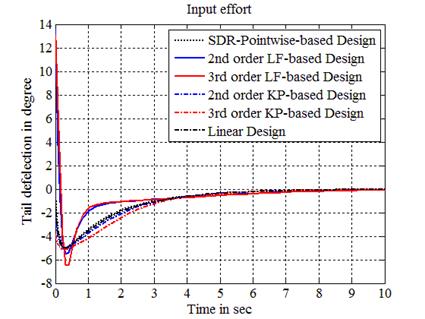 Input effort
Tail defelection in degree
14
12
10
8
6
4
2
0
-2
-4
-6
-8
SDR-Pointwise-based Design
2nd order LF-based Design
3rd order LF-based Design
2nd order KP-based Design
3rd order KP-based Design
Linear Design
0 1 2 3 4 5 6 7 8 9 10
Time in sec